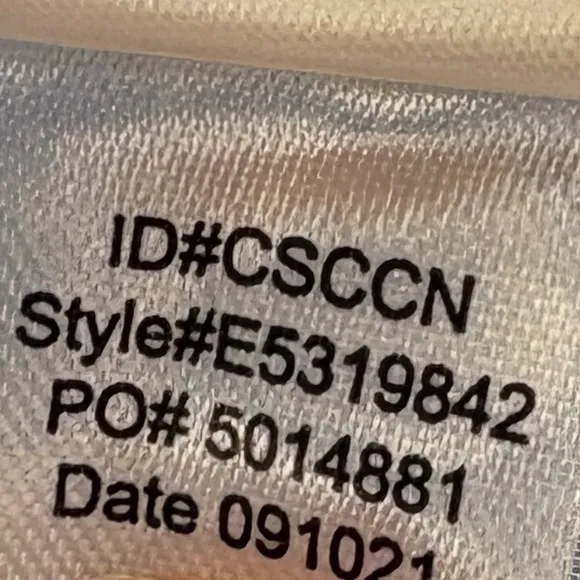 ID#CSCCN
Style#E5319842
PO# 5014881
Date 091021